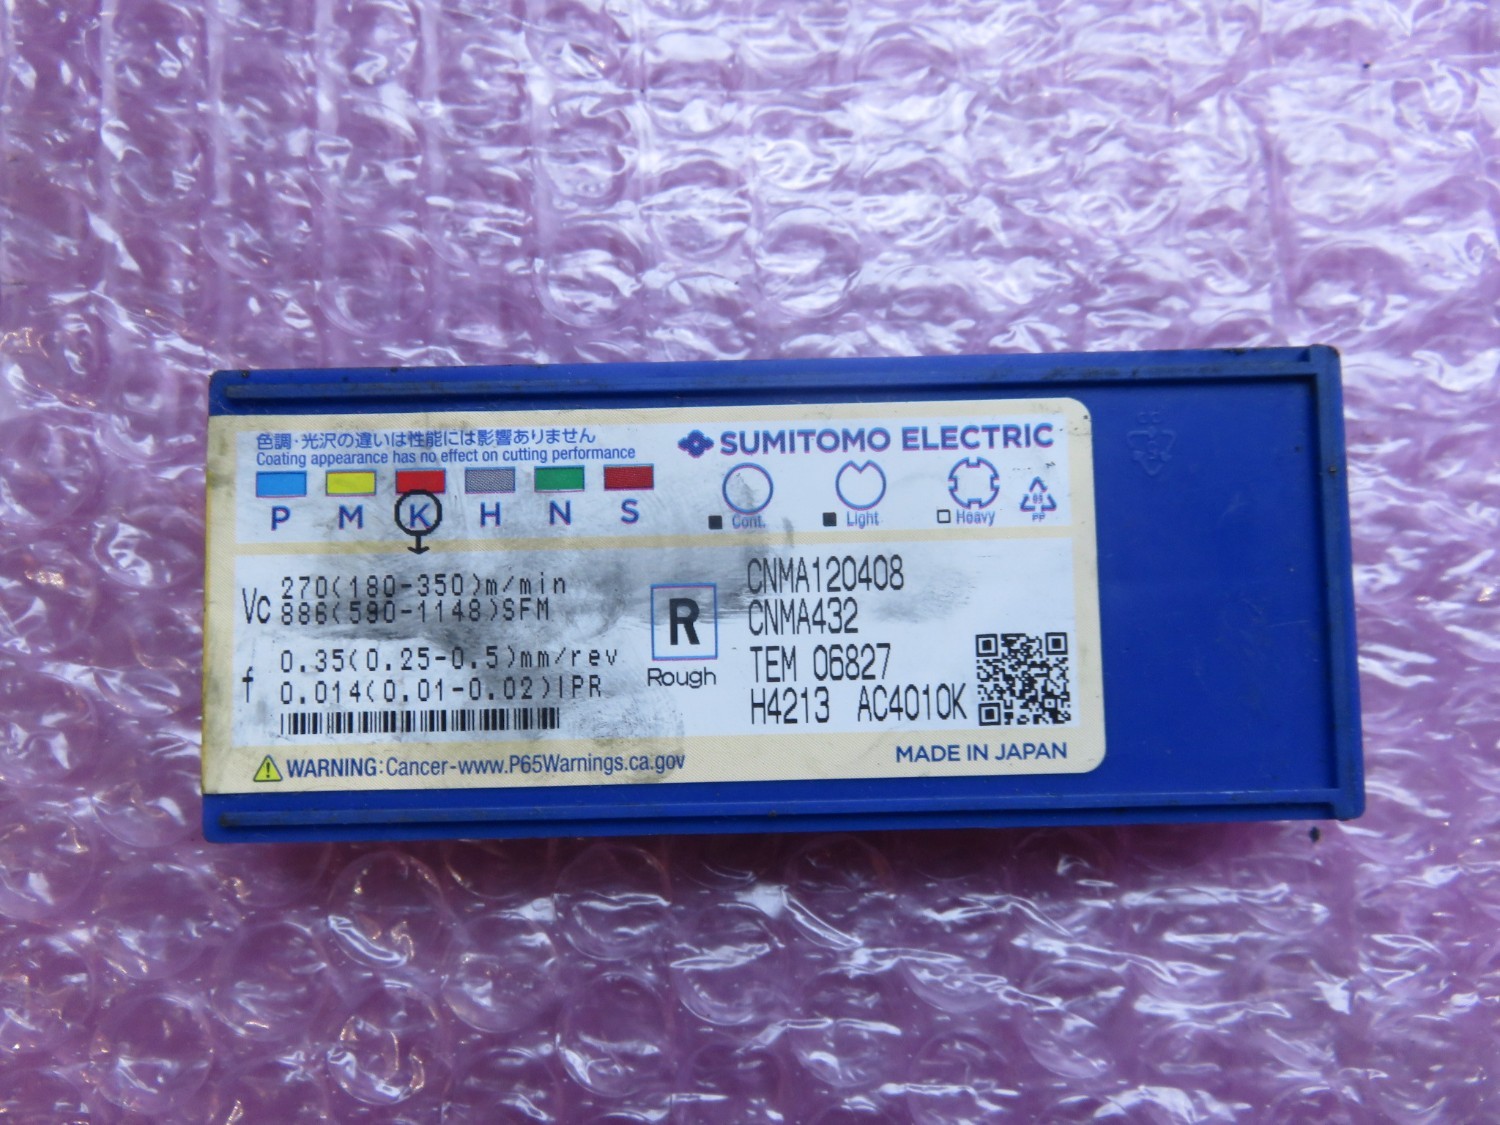 色調・光沢の違いは性能には影響ありません
Coating appearance has no effect on cutting performance
SUMITOMO ELECTRIC
P M K H N S
Cont. Light Heavy
PP
Vc 270(180-350)m/min
886(590-1148)SFM
f 0.35(0.25-0.5)mm/rev
0.014(0.01-0.02)IPR
R
Rough
CNMA120408
CNMA432
TEM 06827
H4213 AC4010K
WARNING: Cancer-www.P65Warnings.ca.gov
MADE IN JAPAN